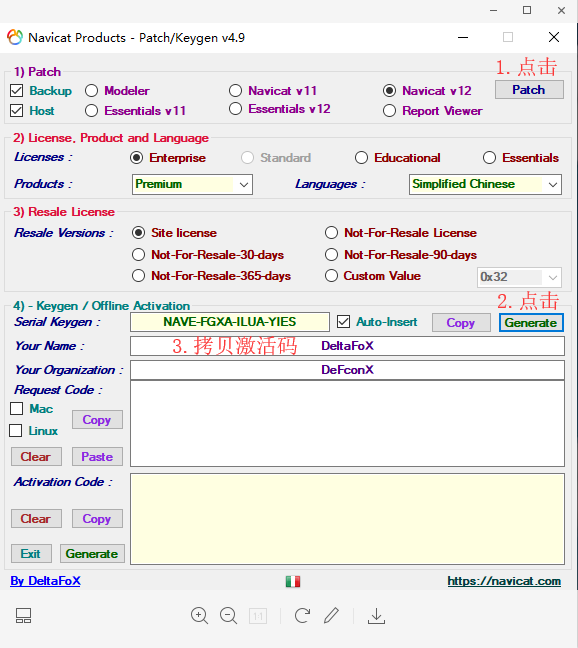 Navicat Products - Patch/Keygen v4.9
1) Patch
1.点击
Backup Modeler Navicat v11 Navicat v12 Patch
Host Essentials v11 Essentials v12 Report Viewer
2) License, Product and Language
Licenses : Enterprise Standard Educational Essentials
Products : Premium Languages : Simplified Chinese
3) Resale License
Resale Versions : Site license Not-For-Resale License
Not-For-Resale-30-days Not-For-Resale-90-days
Not-For-Resale-365-days Custom Value 0x32
4) - Keygen / Offline Activation
2.点击
Serial Keygen : NAVE-FGXA-ILUA-YIES Auto-Insert Copy Generate
Your Name : 3.拷贝激活码 DeltaFoX
Your Organization : DeFconX
Request Code :
Mac
Copy
Linux
Clear Paste
Activation Code :
Clear Copy
Exit Generate
By DeltaFoX https://navicat.com
1:1